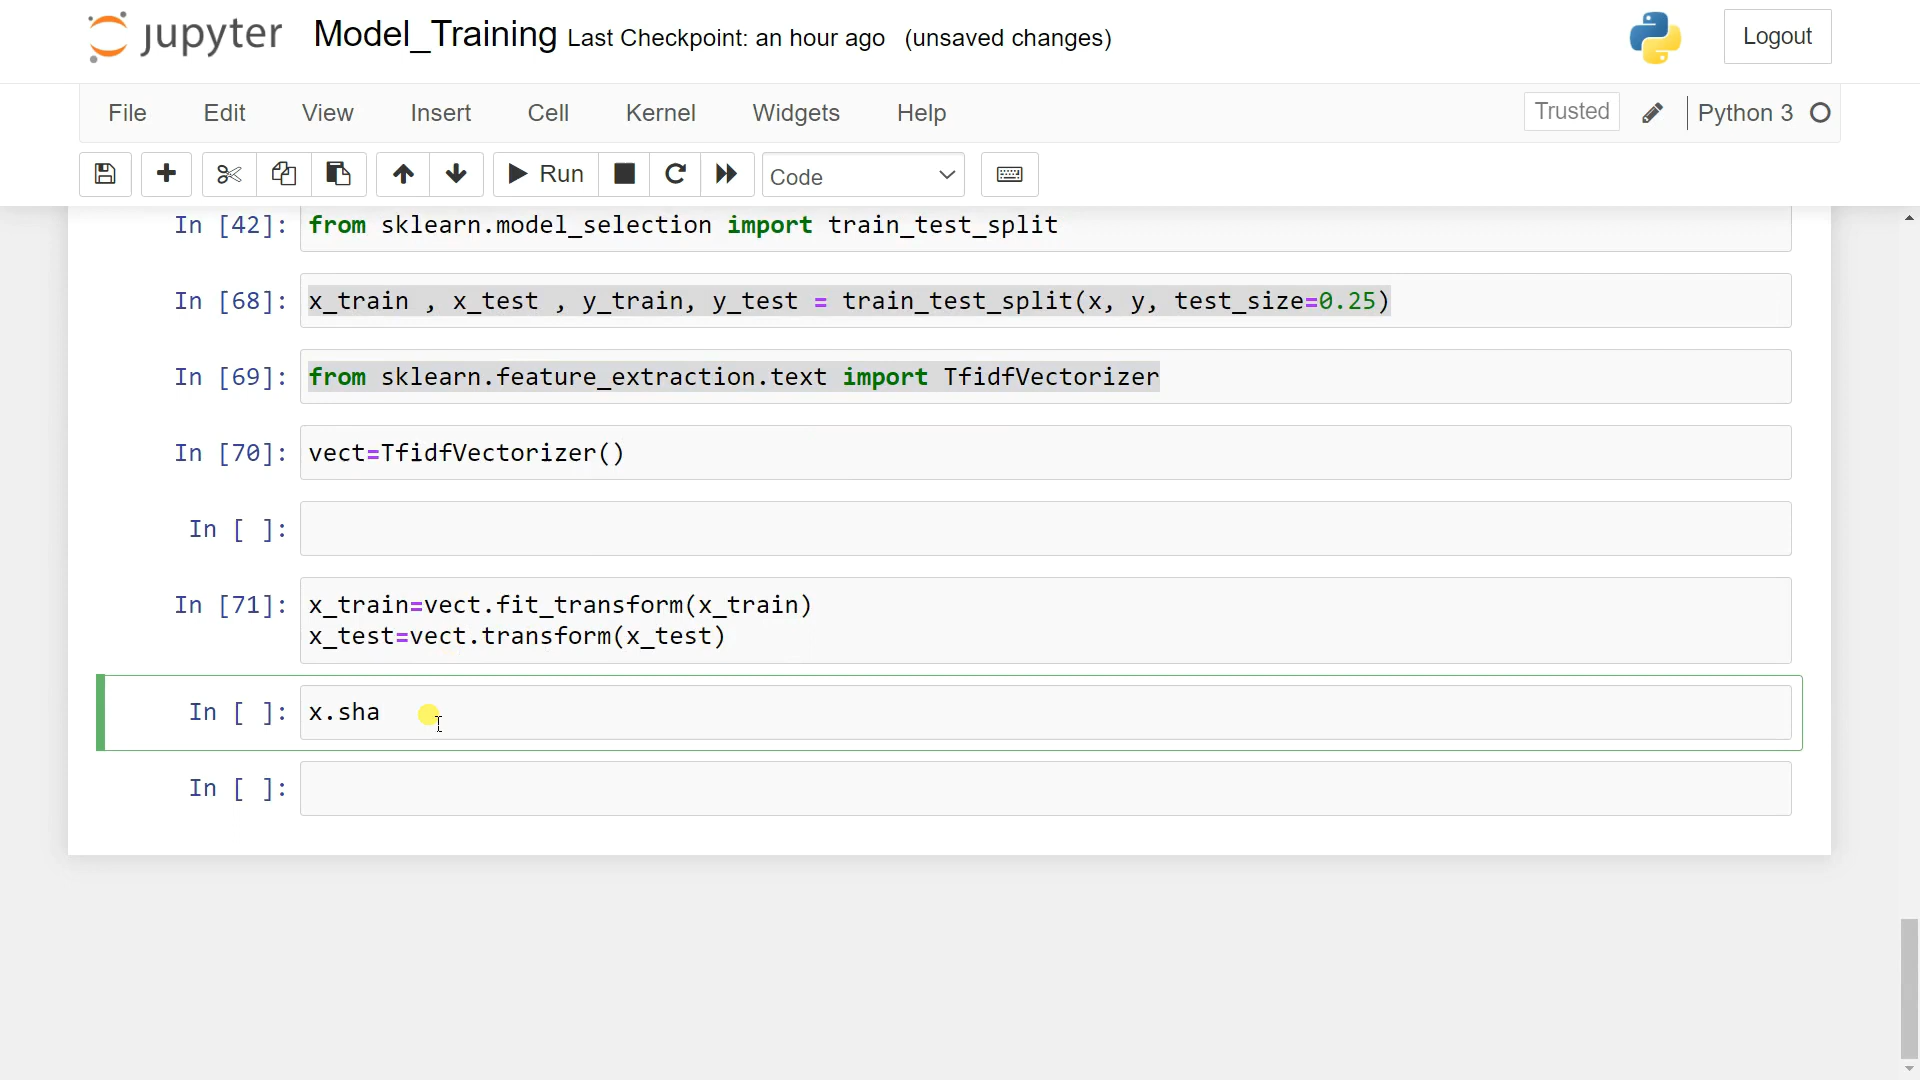 jupyter Model_Training Last Checkpoint: an hour ago (unsaved changes) Logout
File Edit View Insert Cell Kernel Widgets Help Trusted Python 3
Run Code
In [42]: from sklearn.model_selection import train_test_split
In [68]: x_train , x_test , y_train, y_test = train_test_split(x, y, test_size=0.25)
In [69]: from sklearn.feature_extraction.text import TfidfVectorizer
In [70]: vect=TfidfVectorizer()
In [ ]:
In [71]: x_train=vect.fit_transform(x_train)
x_test=vect.transform(x_test)
In [ ]: x.sha
In [ ]: